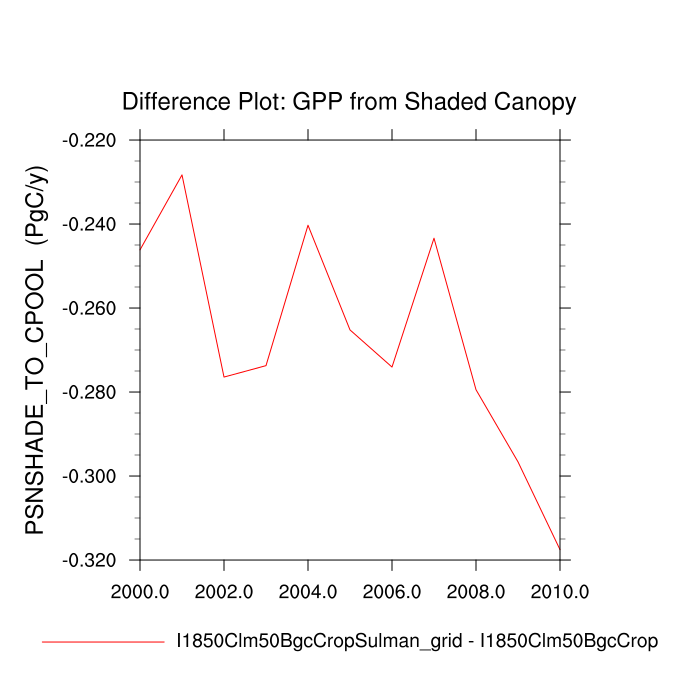 Difference Plot: GPP from Shaded Canopy
PSNSHADE_TO_CPOOL (PgC/y)
-0.220
-0.240
-0.260
-0.280
-0.300
-0.320
2000.0 2002.0 2004.0 2006.0 2008.0 2010.0
I1850Clm50BgcCropSulman_grid - I1850Clm50BgcCrop